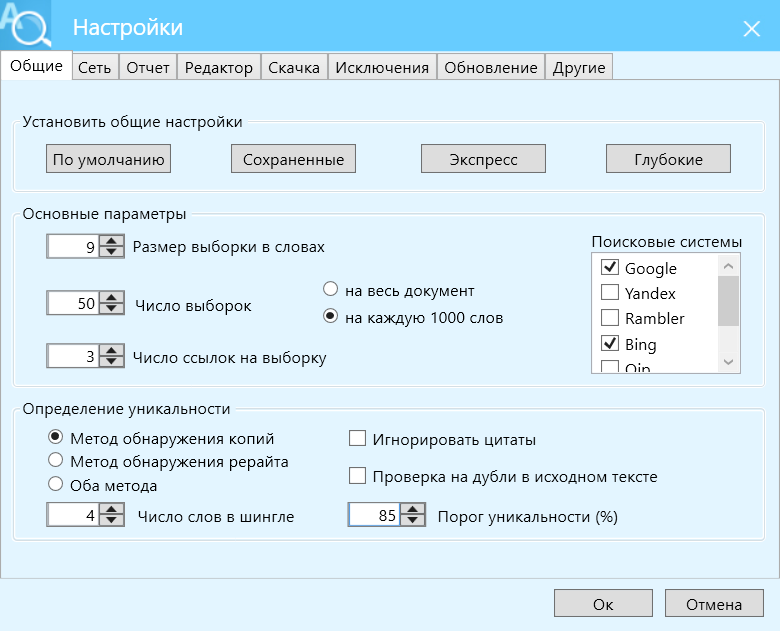 Настройки
Общие Сеть Отчет Редактор Скачка Исключения Обновление Другие
Установить общие настройки
По умолчанию Сохраненные Экспресс Глубокие
Основные параметры
9 Размер выборки в словах
50 Число выборок
3 Число ссылок на выборку
на весь документ
на каждую 1000 слов
Поисковые системы
Google
Yandex
Rambler
Bing
Qip
Определение уникальности
Метод обнаружения копий
Метод обнаружения рерайта
Оба метода
4 Число слов в шингле
Игнорировать цитаты
Проверка на дубли в исходном тексте
85 Порог уникальности (%)
Ок Отмена